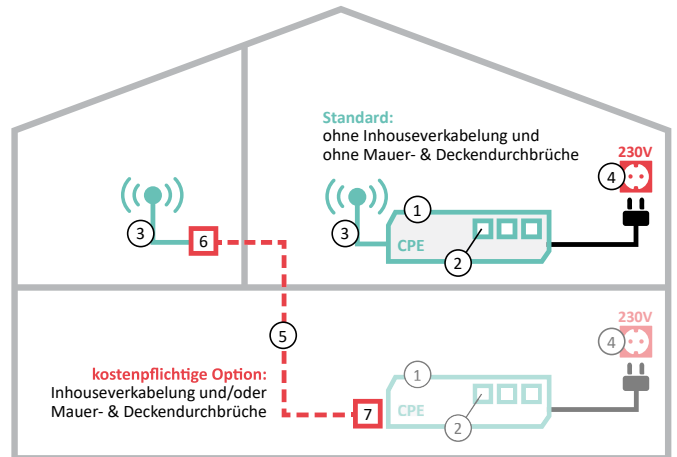 Standard:
ohne Inhouseverkabelung und
ohne Mauer- & Deckendurchbrüche
230V
4
1
3
6
3
CPE
2
5
230V
4
kostenpflichtige Option:
Inhouseverkabelung und/oder
Mauer- & Deckendurchbrüche
1
7
CPE
2